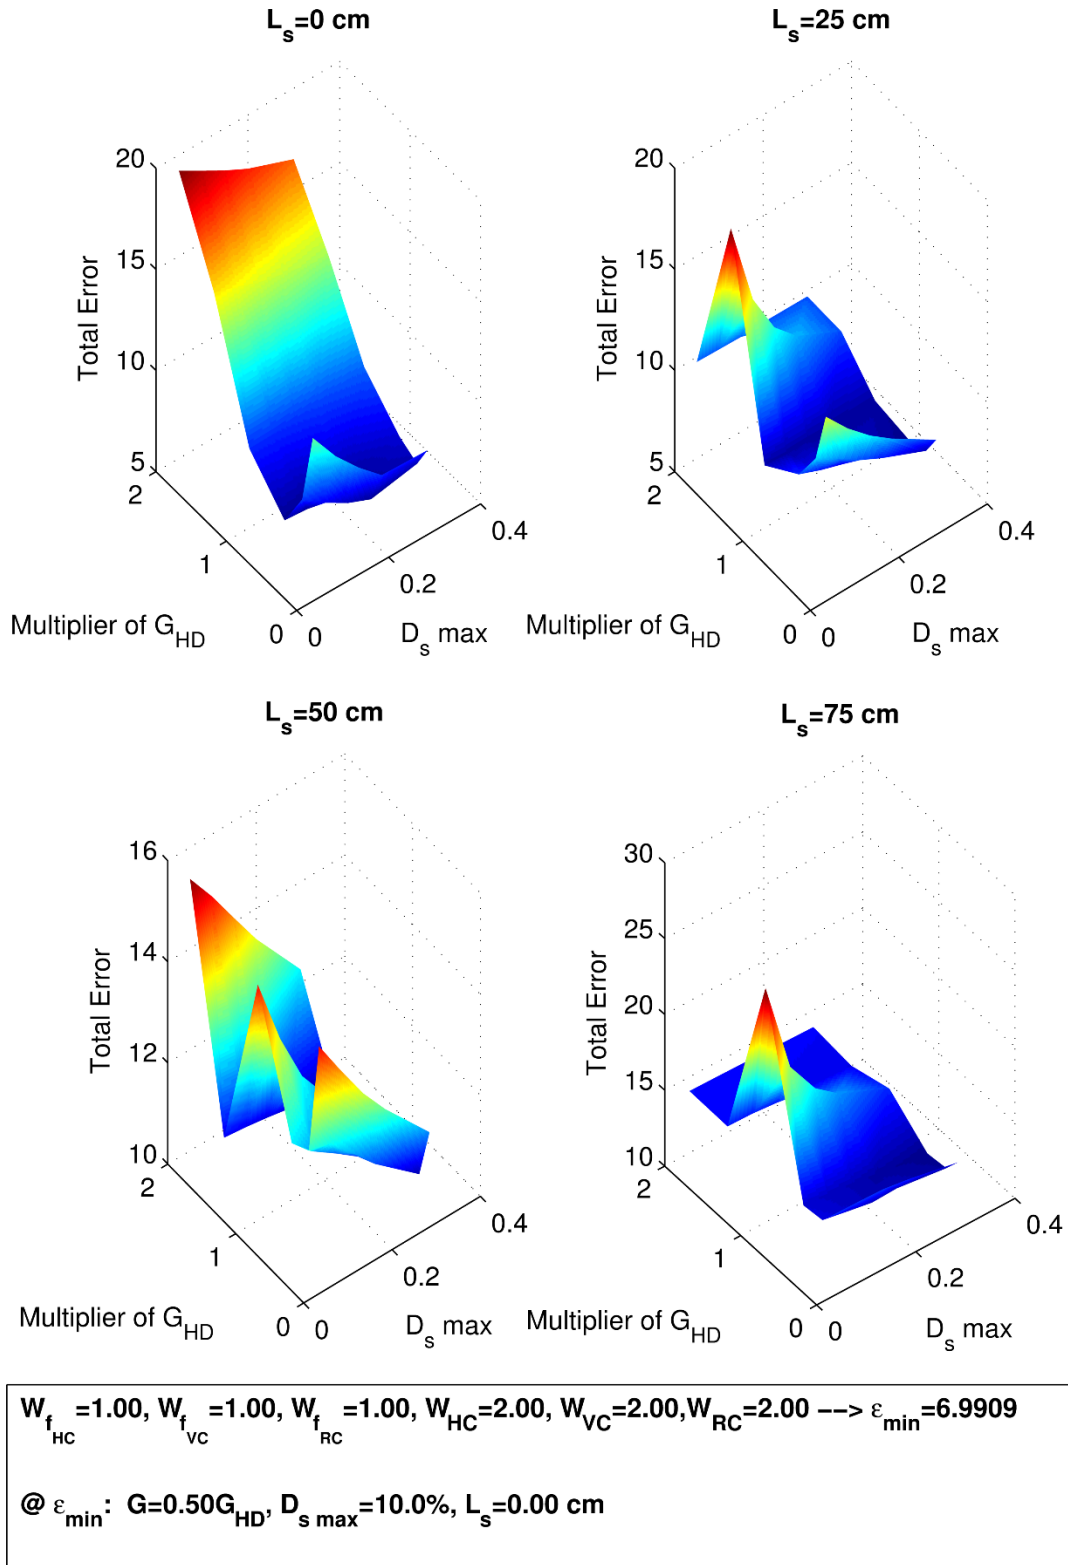 L_s=0 cm
L_s=25 cm
20
15
10
5
Total Error
2
1
0
Multiplier of G_HD
0
0.2
0.4
D_s max
20
15
10
5
Total Error
2
1
0
Multiplier of G_HD
0
0.2
0.4
D_s max
L_s=50 cm
L_s=75 cm
16
14
12
10
Total Error
2
1
0
Multiplier of G_HD
0
0.2
0.4
D_s max
30
25
20
15
10
Total Error
2
1
0
Multiplier of G_HD
0
0.2
0.4
D_s max
W_f_HC=1.00, W_f_VC=1.00, W_f_RC=1.00, W_HC=2.00, W_VC=2.00,W_RC=2.00 −−> ε_min=6.9909
@ ε_min: G=0.50G_HD, D_s max=10.0%, L_s=0.00 cm